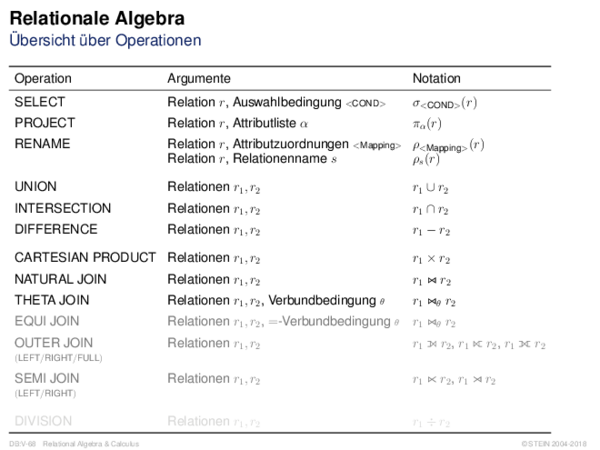 Relationale Algebra
Übersicht über Operationen
Operation Argumente Notation
SELECT Relation r, Auswahlbedingung <COND> σ<COND>(r)
PROJECT Relation r, Attributliste α πα(r)
RENAME Relation r, Attributzuordnungen <Mapping> ρ<Mapping>(r)
Relation r, Relationenname s ρs(r)
UNION Relationen r1, r2 r1 ∪ r2
INTERSECTION Relationen r1, r2 r1 ∩ r2
DIFFERENCE Relationen r1, r2 r1 − r2
CARTESIAN PRODUCT Relationen r1, r2 r1 × r2
NATURAL JOIN Relationen r1, r2 r1 ⋈ r2
THETA JOIN Relationen r1, r2, Verbundbedingung θ r1 ⋈θ r2
EQUI JOIN Relationen r1, r2, =-Verbundbedingung θ r1 ⋈θ r2
OUTER JOIN Relationen r1, r2 r1 ⟕ r2, r1 ⟖ r2, r1 ⟗ r2
(LEFT/RIGHT/FULL)
SEMI JOIN Relationen r1, r2 r1 ⋉ r2, r1 ⋊ r2
(LEFT/RIGHT)
DIVISION Relationen r1, r2 r1 ÷ r2
DB:V-68 Relational Algebra & Calculus ©STEIN 2004-2018